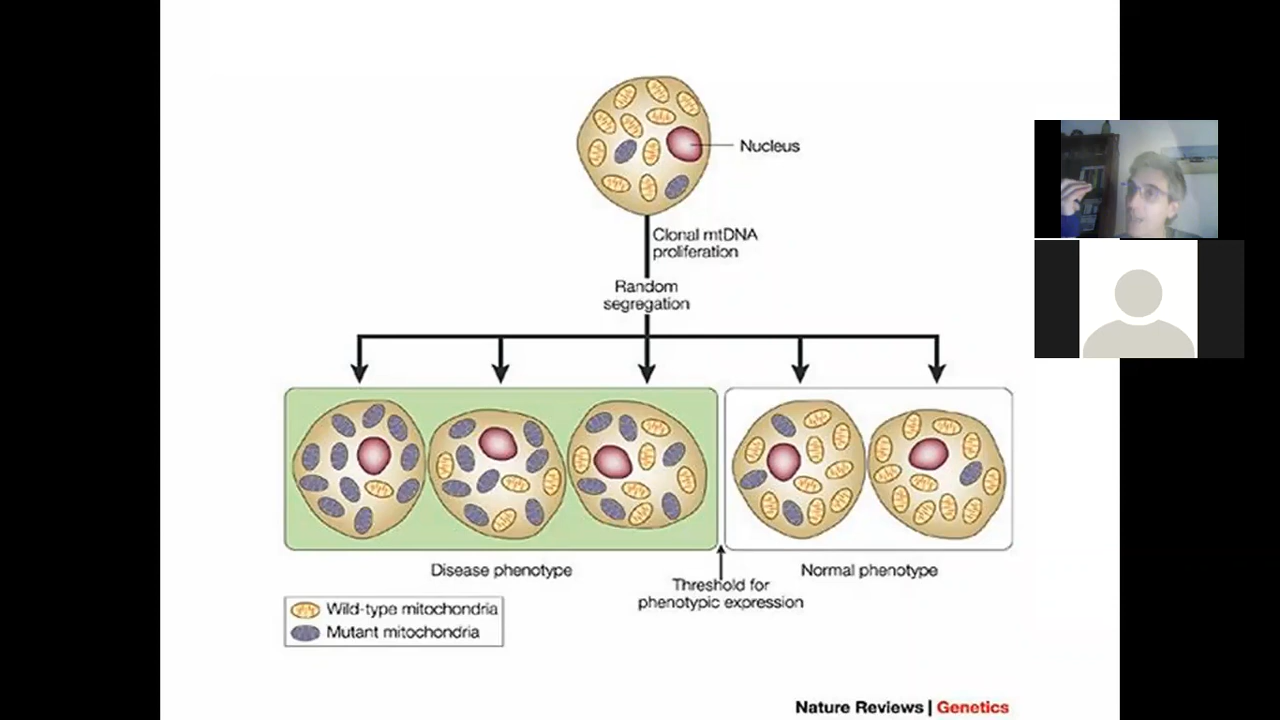 Nucleus
Clonal mtDNA
proliferation
Random
segregation
Disease phenotype
Normal phenotype
Threshold for
phenotypic expression
Wild-type mitochondria
Mutant mitochondria
Nature Reviews | Genetics